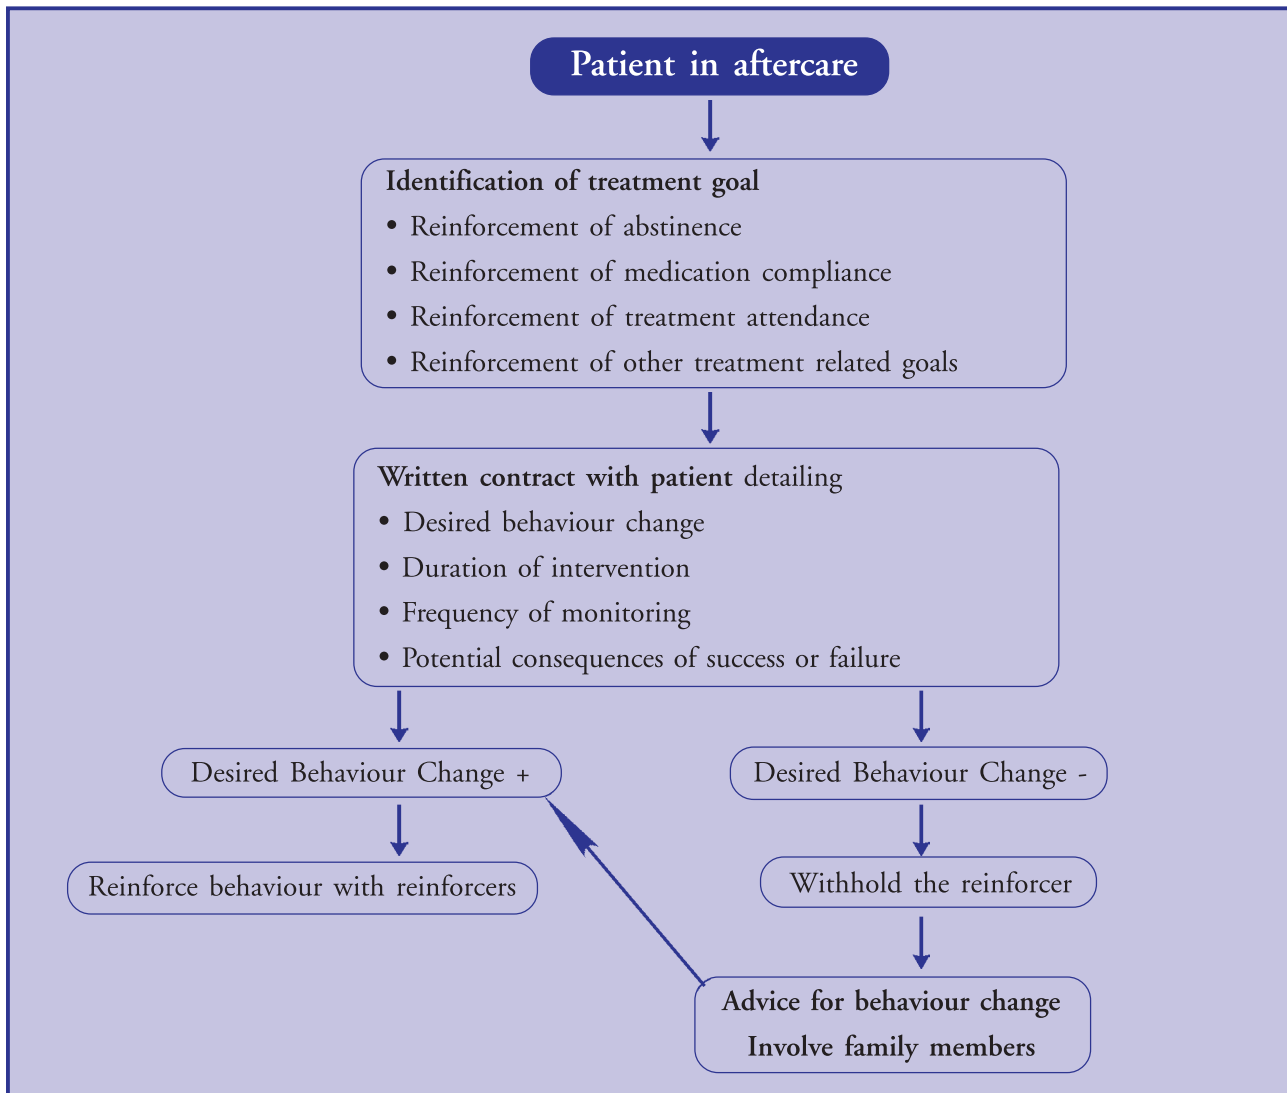 Patient in aftercare
Identification of treatment goal
• Reinforcement of abstinence
• Reinforcement of medication compliance
• Reinforcement of treatment attendance
• Reinforcement of other treatment related goals
Written contract with patient detailing
• Desired behaviour change
• Duration of intervention
• Frequency of monitoring
• Potential consequences of success or failure
Desired Behaviour Change +
Desired Behaviour Change -
Reinforce behaviour with reinforcers
Withhold the reinforcer
Advice for behaviour change
Involve family members